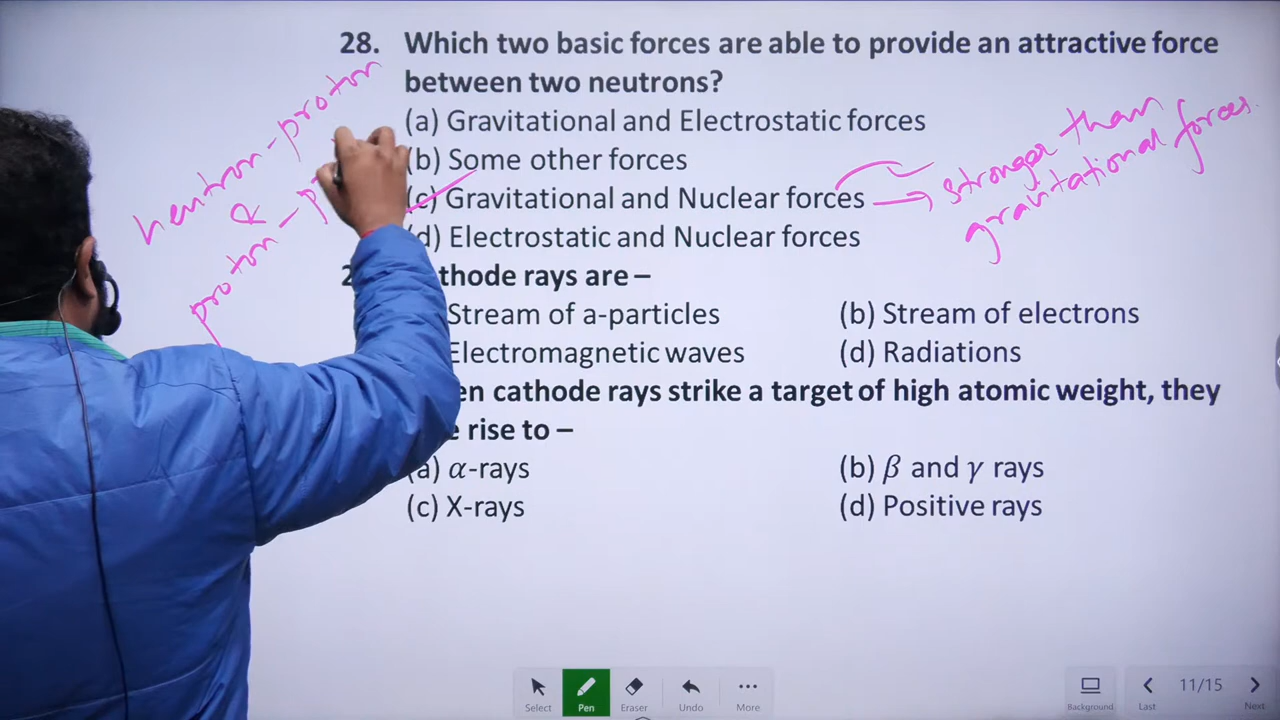 28. Which two basic forces are able to provide an attractive force
between two neutrons?
(a) Gravitational and Electrostatic forces
(b) Some other forces
(c) Gravitational and Nuclear forces
(d) Electrostatic and Nuclear forces
stronger than
gravitational forces.
neutron-proton
&
proton-p
2 thode rays are –
Stream of a-particles (b) Stream of electrons
Electromagnetic waves (d) Radiations
en cathode rays strike a target of high atomic weight, they
e rise to –
(a) α-rays (b) β and γ rays
(c) X-rays (d) Positive rays
Select Pen Eraser Undo More
Background Last 11/15 Next